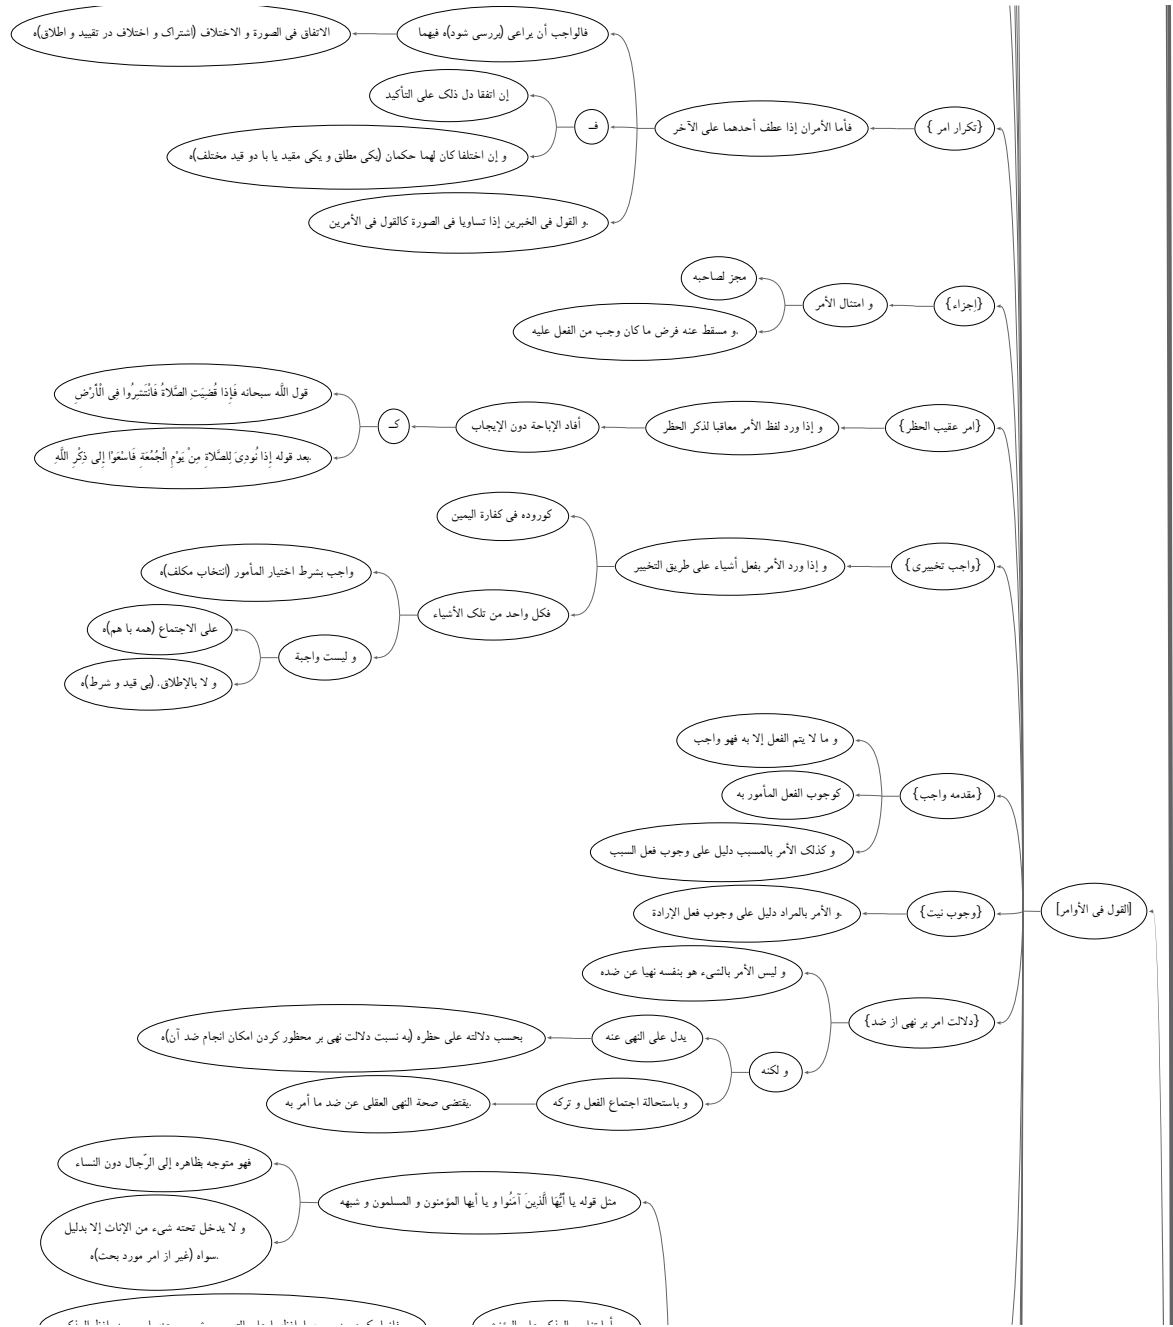 [القول فی الأوامر]
{تکرار امر }
فأما الأمران إذا عطف أحدهما علی الآخر
فالواجب أن یراعی (بررسی شود)ه فیهما
الاتفاق فی الصورة و الاختلاف (اشتراک و اختلاف در تقیید و اطلاق)ه
فـ
إن اتفقا دل ذلک علی التأکید
و إن اختلفا کان لهما حکمان (یکی مطلق و یکی مقید یا با دو قید مختلف)ه
.و القول فی الخبرین إذا تساویا فی الصورة کالقول فی الأمرین
{إجزاء}
و امتثال الأمر
مجز لصاحبه
.و مسقط عنه فرض ما کان وجب من الفعل علیه
{امر عقیب الحظر}
و إذا ورد لفظ الأمر معاقبا لذکر الحظر
أفاد الإباحة دون الإیجاب
کـ
قول اللَّه سبحانه فَإِذا قُضِیَتِ الصَّلاةُ فَانْتَشِرُوا فِی الْأَرْضِ
.بعد قوله إِذا نُودِیَ لِلصَّلاةِ مِنْ یَوْمِ الْجُمُعَةِ فَاسْعَوْا إِلی ذِکْرِ اللَّهِ
{واجب تخییری}
و إذا ورد الأمر بفعل أشیاء علی طریق التخییر
کوروده فی کفارة الیمین
فکل واحد من تلک الأشیاء
واجب بشرط اختیار المأمور (انتخاب مکلف)ه
و لیست واجبة
علی الاجتماع (همه با هم)ه
و لا بالإطلاق. (بی قید و شرط)ه
{مقدمه واجب}
و ما لا یتم الفعل إلا به فهو واجب
کوجوب الفعل المأمور به
و کذلک الأمر بالمسبب دلیل علی وجوب فعل السبب
{وجوب نیت}
.و الأمر بالمراد دلیل علی وجوب فعل الإرادة
{دلالت امر بر نهی از ضد}
و لیس الأمر بالشیء هو بنفسه نهیا عن ضده
و لکنه
یدل علی النهی عنه
بحسب دلالته علی حظره (به نسبت دلالت نهی بر محظور کردن امکان انجام ضد آن)ه
و باستحالة اجتماع الفعل و ترکه
.یقتضی صحة النهی العقلی عن ضد ما أمر به
مثل قوله یا أَیُّهَا الَّذِینَ آمَنُوا و یا أیها المؤمنون و المسلمون و شبهه
فهو متوجه بظاهره إلی الرّجال دون النساء
و لا یدخل تحته شیء من الإناث إلا بدلیل
.سواه (غیر از امر مورد بحث)ه